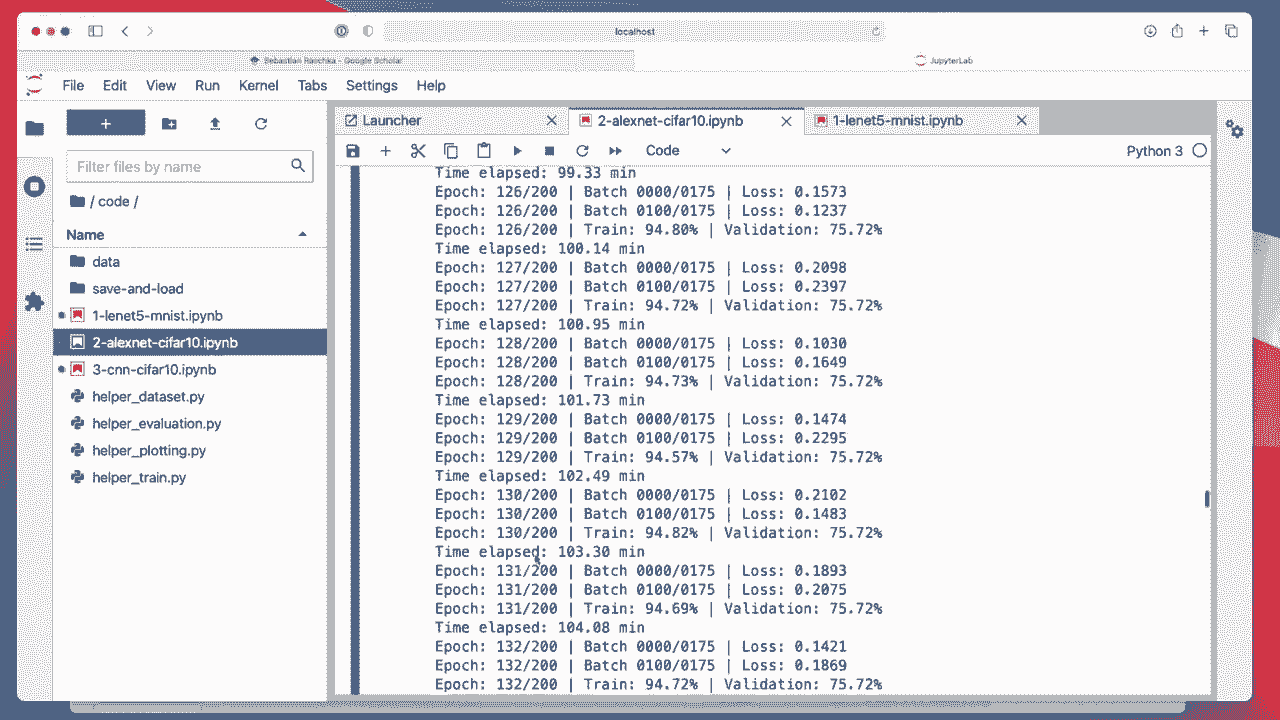 localhost
Sebastian Raschka - Google Scholar
JupyterLab
File Edit View Run Kernel Tabs Settings Help
+
Filter files by name
/ code /
Name
data
save-and-load
1-lenet5-mnist.ipynb
2-alexnet-cifar10.ipynb
3-cnn-cifar10.ipynb
helper_dataset.py
helper_evaluation.py
helper_plotting.py
helper_train.py
Launcher
2-alexnet-cifar10.ipynb
1-lenet5-mnist.ipynb
Code
Python 3
Time elapsed: 99.33 min
Epoch: 126/200 | Batch 0000/0175 | Loss: 0.1573
Epoch: 126/200 | Batch 0100/0175 | Loss: 0.1237
Epoch: 126/200 | Train: 94.80% | Validation: 75.72%
Time elapsed: 100.14 min
Epoch: 127/200 | Batch 0000/0175 | Loss: 0.2098
Epoch: 127/200 | Batch 0100/0175 | Loss: 0.2397
Epoch: 127/200 | Train: 94.72% | Validation: 75.72%
Time elapsed: 100.95 min
Epoch: 128/200 | Batch 0000/0175 | Loss: 0.1030
Epoch: 128/200 | Batch 0100/0175 | Loss: 0.1649
Epoch: 128/200 | Train: 94.73% | Validation: 75.72%
Time elapsed: 101.73 min
Epoch: 129/200 | Batch 0000/0175 | Loss: 0.1474
Epoch: 129/200 | Batch 0100/0175 | Loss: 0.2295
Epoch: 129/200 | Train: 94.57% | Validation: 75.72%
Time elapsed: 102.49 min
Epoch: 130/200 | Batch 0000/0175 | Loss: 0.2102
Epoch: 130/200 | Batch 0100/0175 | Loss: 0.1483
Epoch: 130/200 | Train: 94.82% | Validation: 75.72%
Time elapsed: 103.30 min
Epoch: 131/200 | Batch 0000/0175 | Loss: 0.1893
Epoch: 131/200 | Batch 0100/0175 | Loss: 0.2075
Epoch: 131/200 | Train: 94.69% | Validation: 75.72%
Time elapsed: 104.08 min
Epoch: 132/200 | Batch 0000/0175 | Loss: 0.1421
Epoch: 132/200 | Batch 0100/0175 | Loss: 0.1869
Epoch: 132/200 | Train: 94.72% | Validation: 75.72%